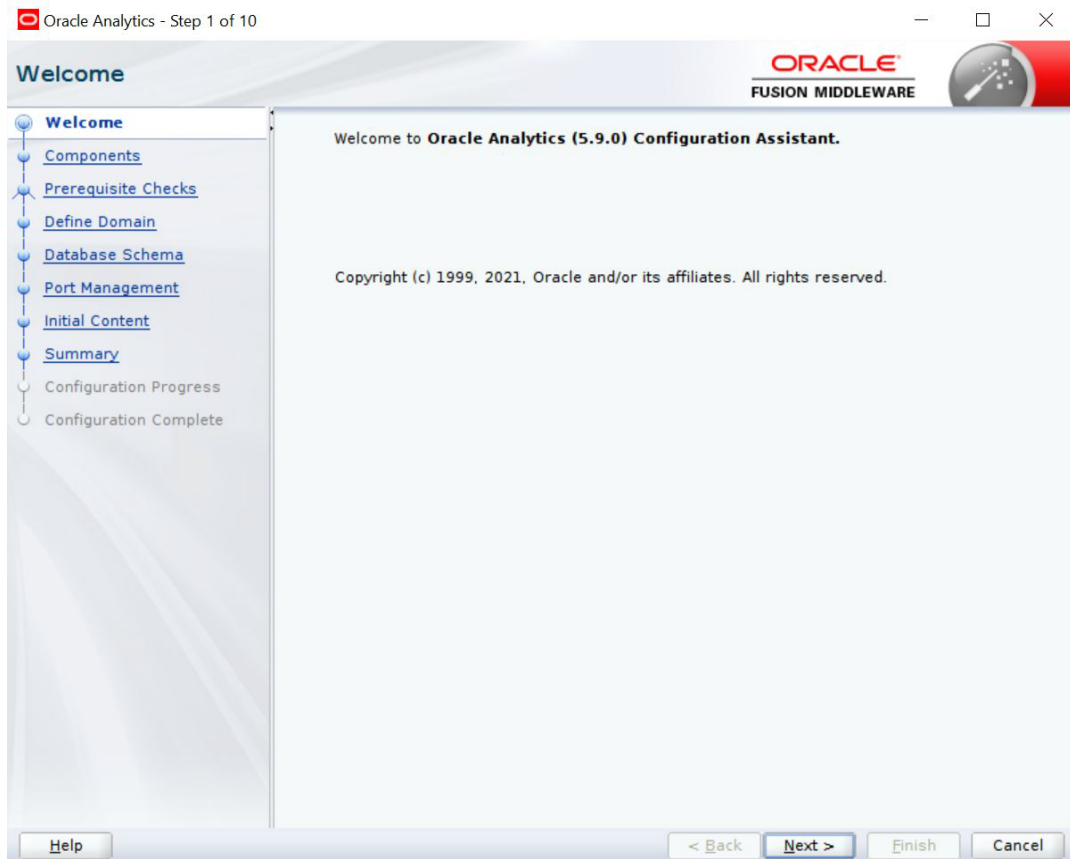 Oracle Analytics - Step 1 of 10
Welcome
ORACLE
FUSION MIDDLEWARE
Welcome
Components
Prerequisite Checks
Define Domain
Database Schema
Port Management
Initial Content
Summary
Configuration Progress
Configuration Complete
Welcome to Oracle Analytics (5.9.0) Configuration Assistant.
Copyright (c) 1999, 2021, Oracle and/or its affiliates. All rights reserved.
Help
< Back
Next >
Finish
Cancel